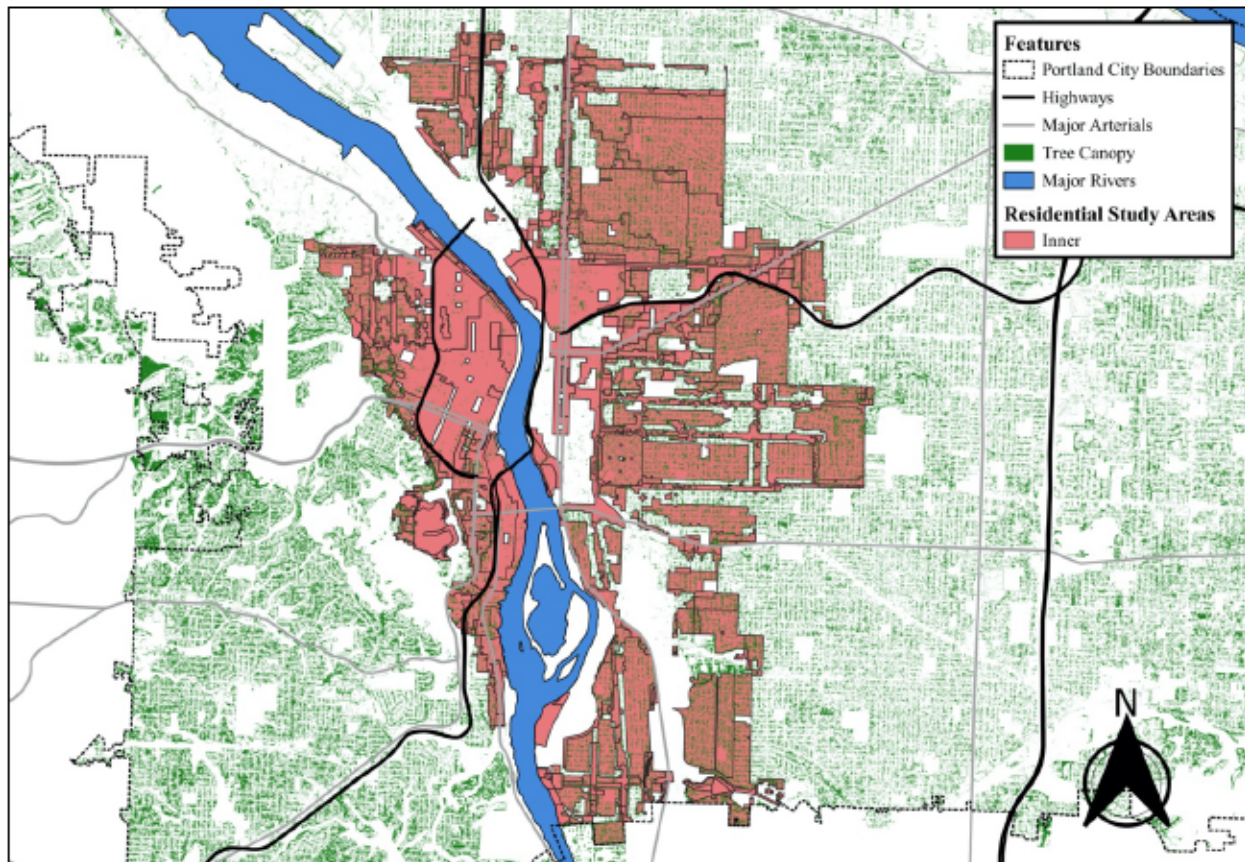 Features
Portland City Boundaries
Highways
Major Arterials
Tree Canopy
Major Rivers
Residential Study Areas
Inner
N